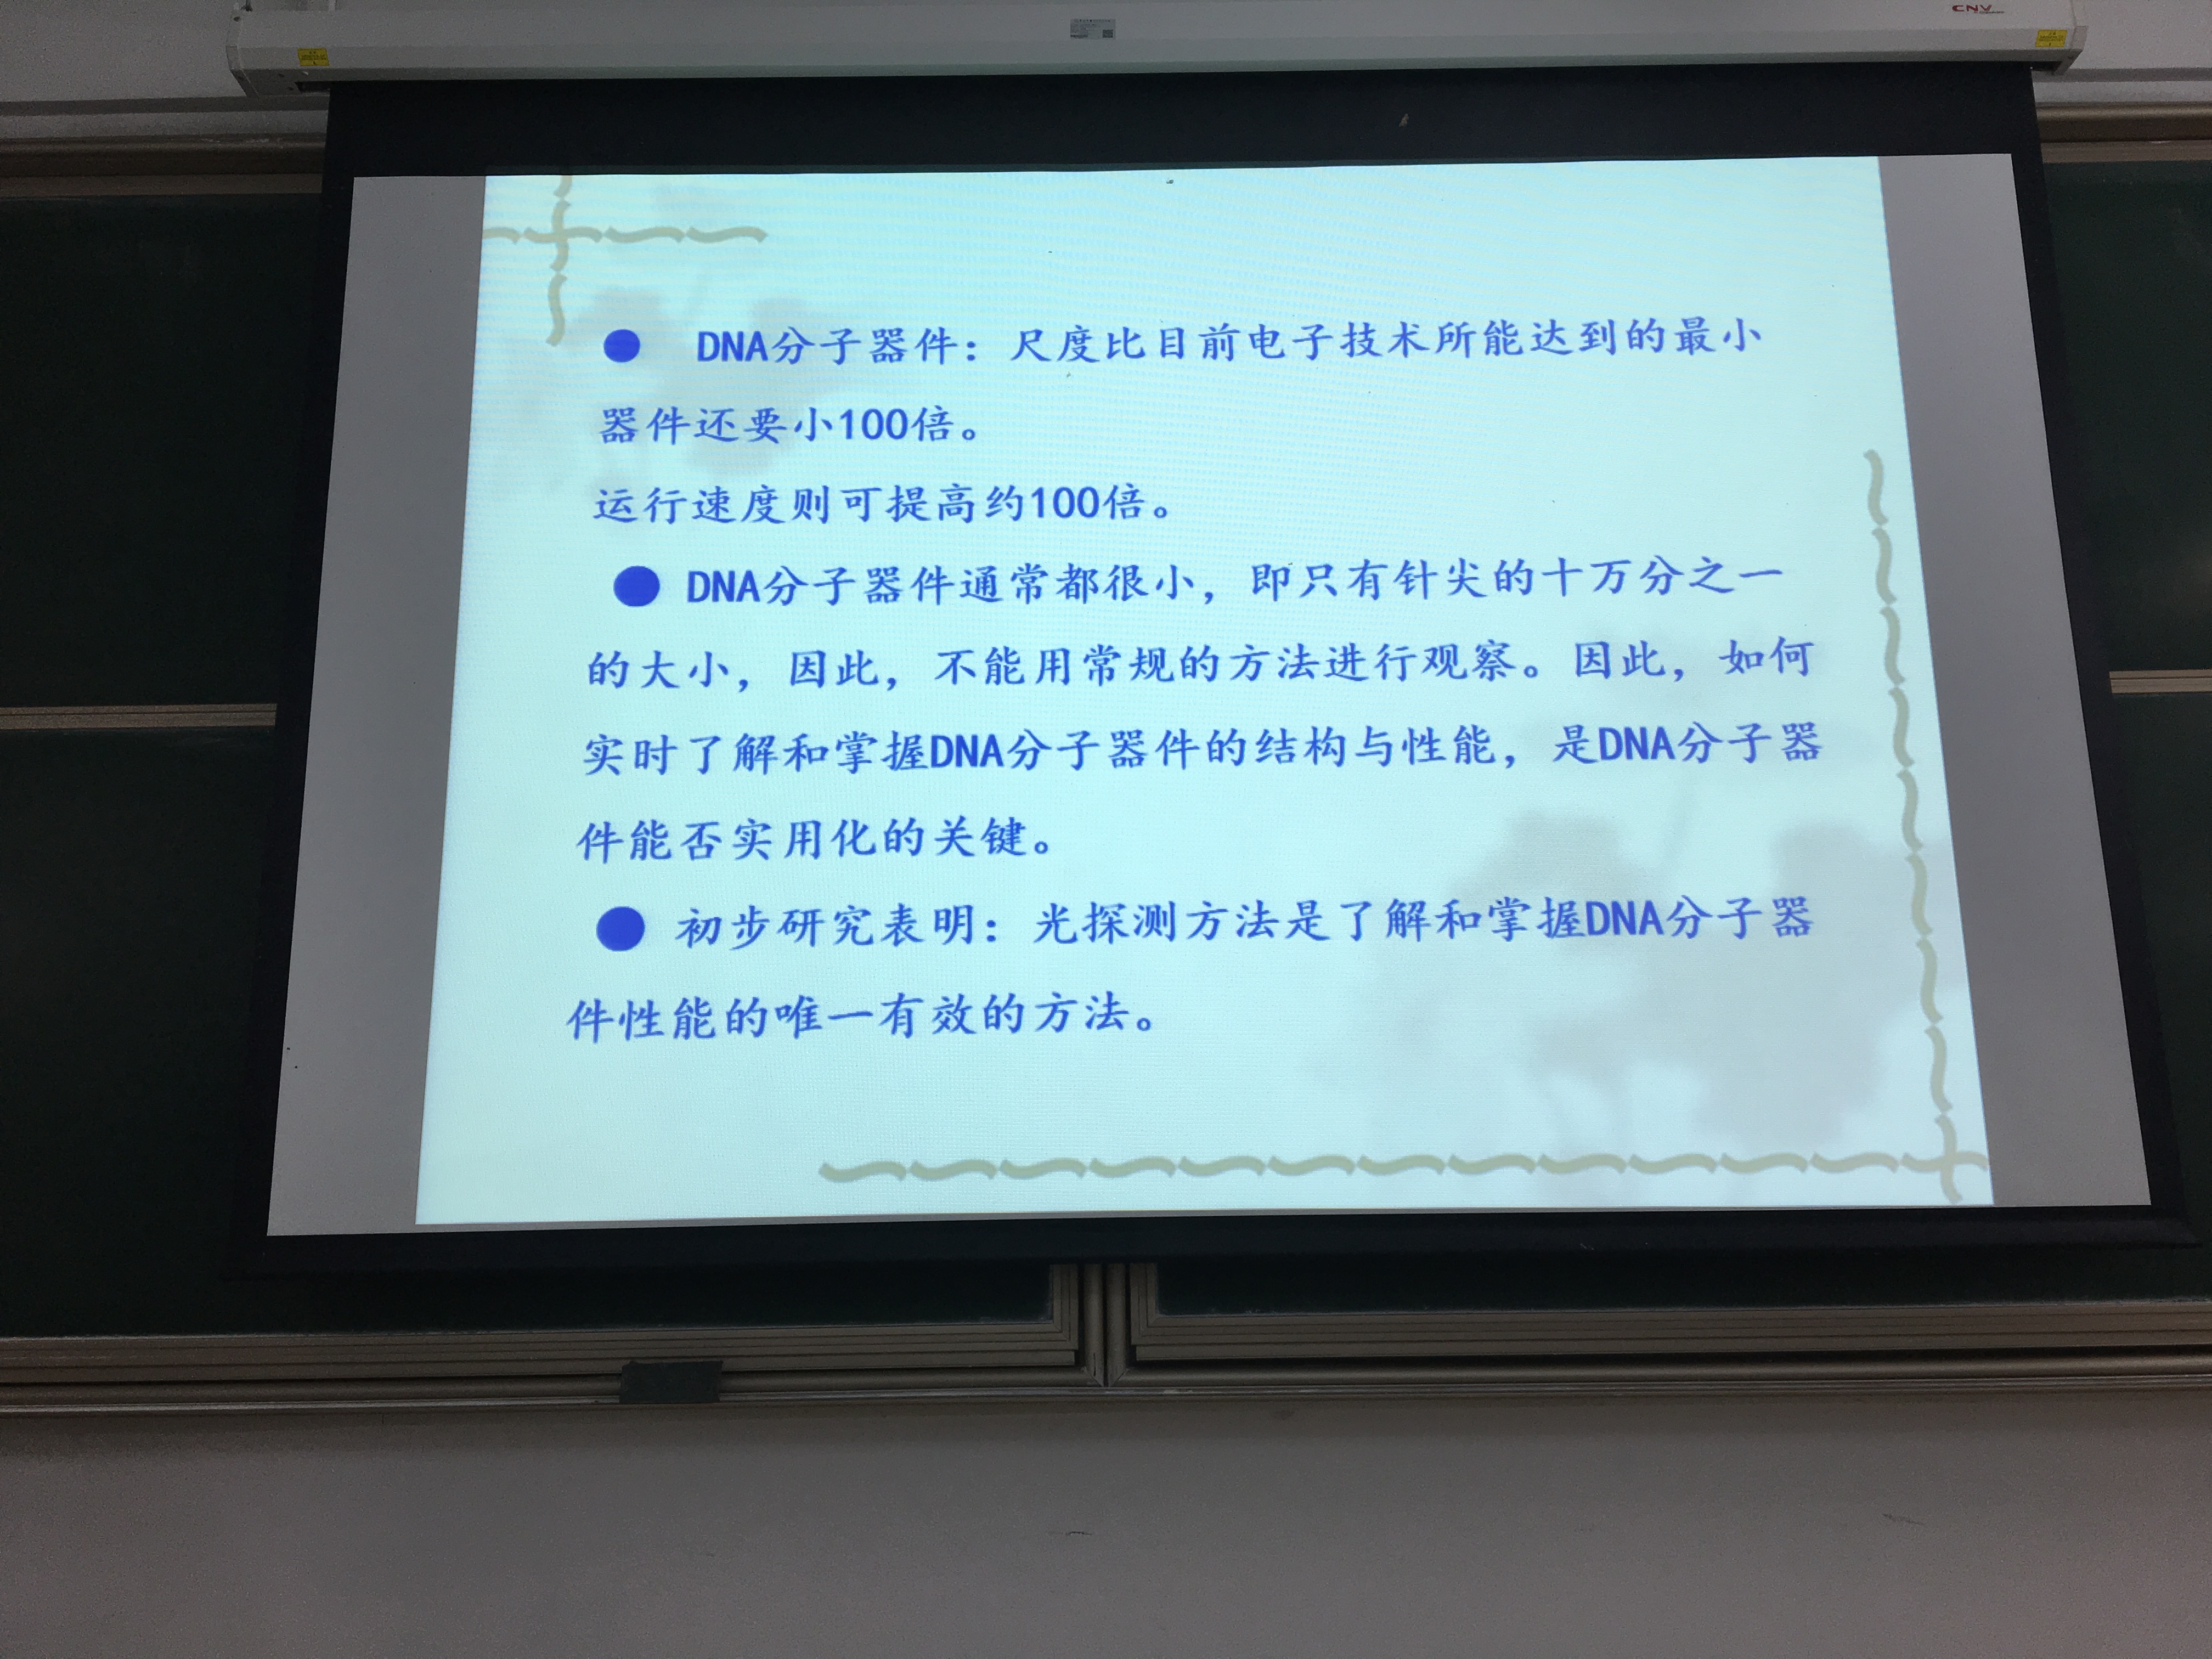 CNV
● DNA分子器件：尺度比目前电子技术所能达到的最小
器件还要小100倍。
运行速度则可提高约100倍。
● DNA分子器件通常都很小，即只有针尖的十万分之一
的大小，因此，不能用常规的方法进行观察。因此，如何
实时了解和掌握DNA分子器件的结构与性能，是DNA分子器
件能否实用化的关键。
● 初步研究表明：光探测方法是了解和掌握DNA分子器
件性能的唯一有效的方法。